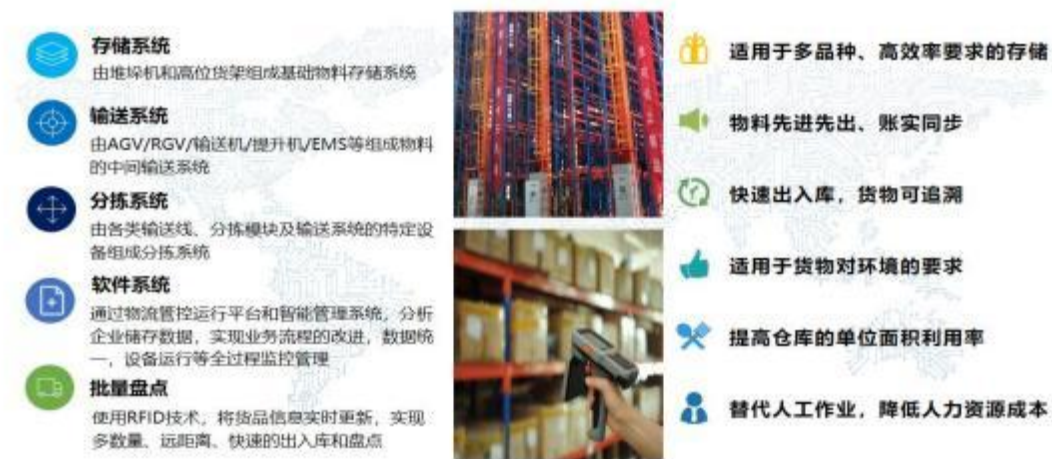 存储系统
由堆垛机和高位货架组成基础物料存储系统
输送系统
由AGV/RGV/输送机/提升机/EMS等组成物料
的中间输送系统
分拣系统
由各类输送线、分拣模块及输送系统的特定设
备组成分拣系统
软件系统
通过物流管控运行平台和智能管理系统，分析
企业储存数据，实现业务流程的改进，数据统
一，设备运行等全过程监控管理
批量盘点
使用RFID技术，将货品信息实时更新，实现
多数量、远距离、快速的出入库和盘点
适用于多品种、高效率要求的存储
物料先进先出、账实同步
快速出入库，货物可追溯
适用于货物对环境的要求
提高仓库的单位面积利用率
替代人工作业，降低人力资源成本